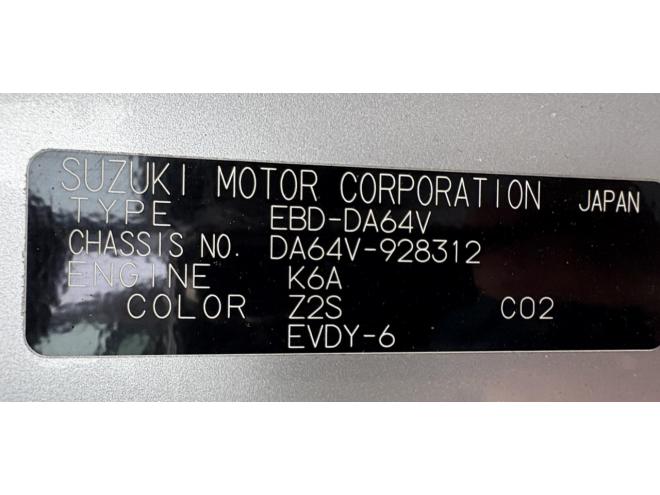 SUZUKI MOTOR CORPORATION JAPAN
TYPE EBD-DA64V
CHASSIS NO. DA64V-928312
ENGINE K6A
COLOR Z2S C02
EVDY-6